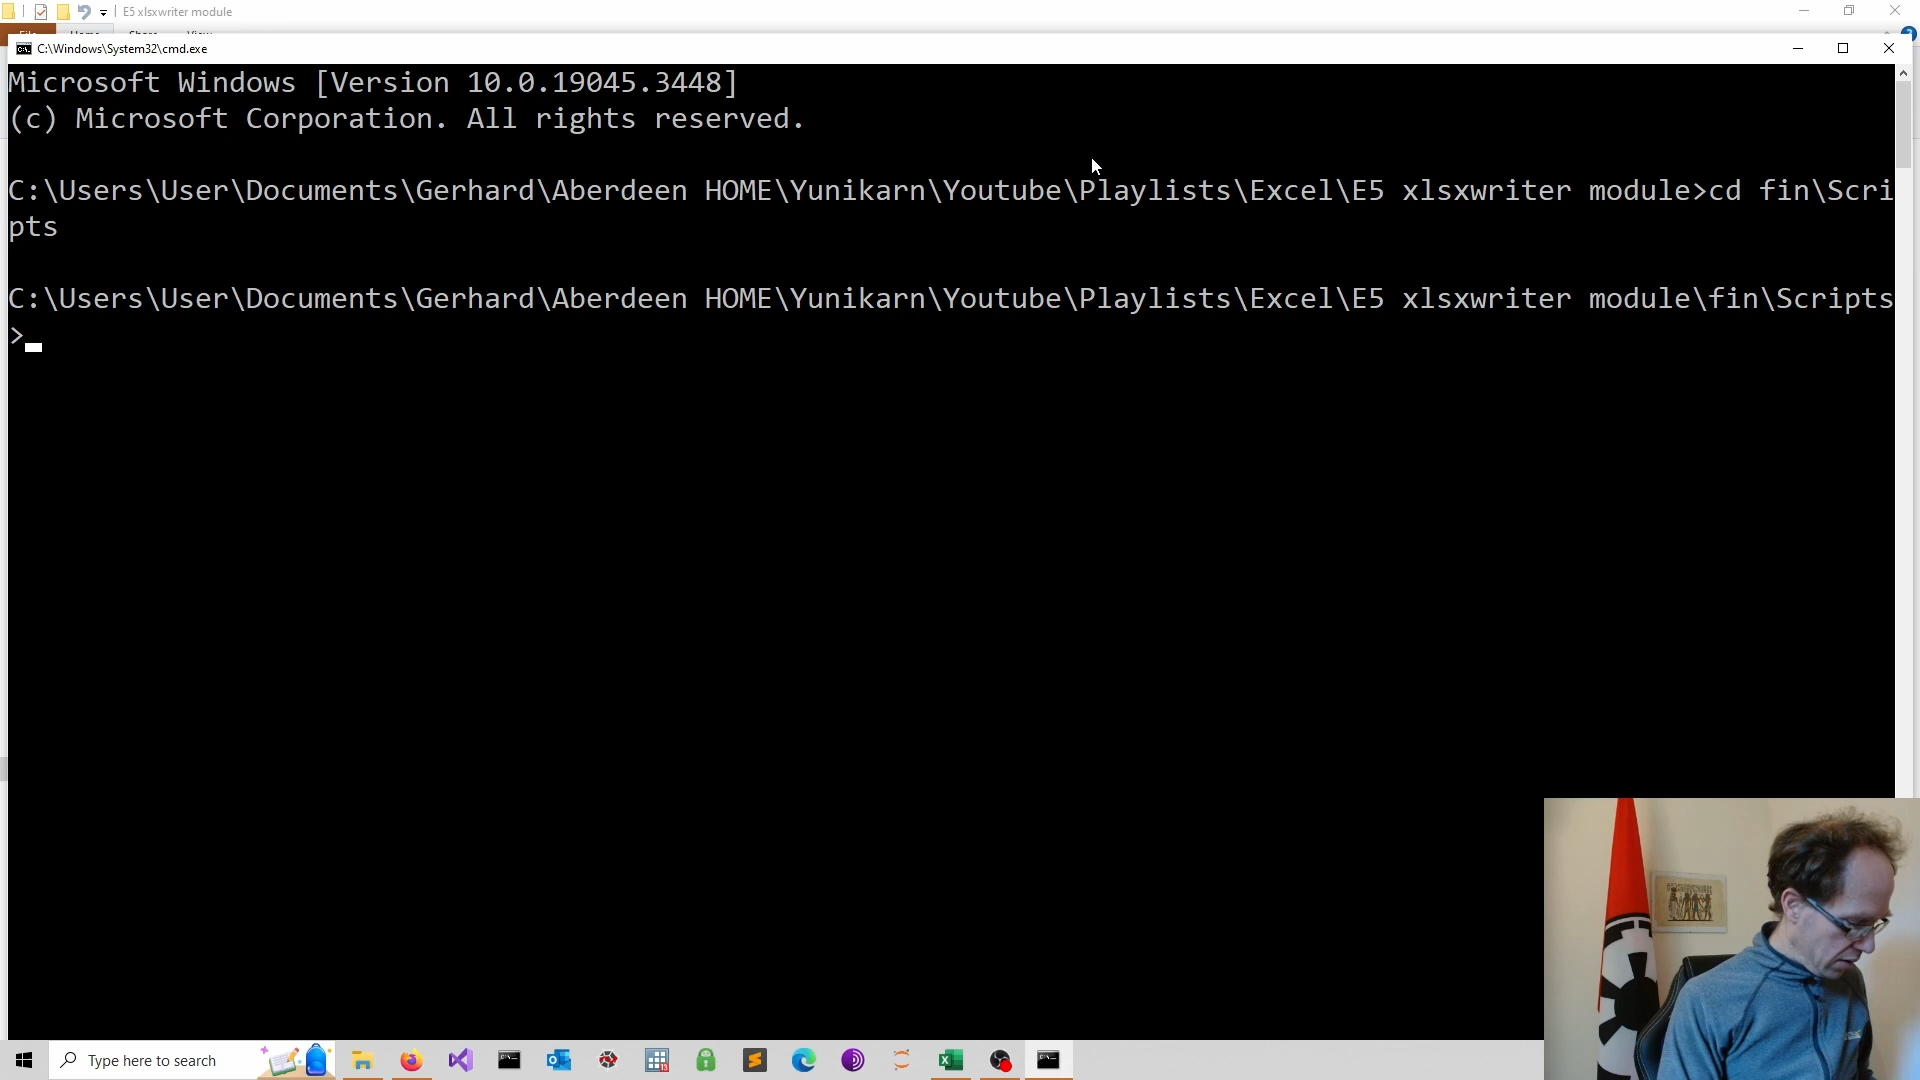 E5 xlsxwriter module
C:\Windows\System32\cmd.exe
Microsoft Windows [Version 10.0.19045.3448]
(c) Microsoft Corporation. All rights reserved.
C:\Users\User\Documents\Gerhard\Aberdeen HOME\Yunikarn\Youtube\Playlists\Excel\E5 xlsxwriter module>cd fin\Scri
pts
C:\Users\User\Documents\Gerhard\Aberdeen HOME\Yunikarn\Youtube\Playlists\Excel\E5 xlsxwriter module\fin\Scripts
>
Type here to search